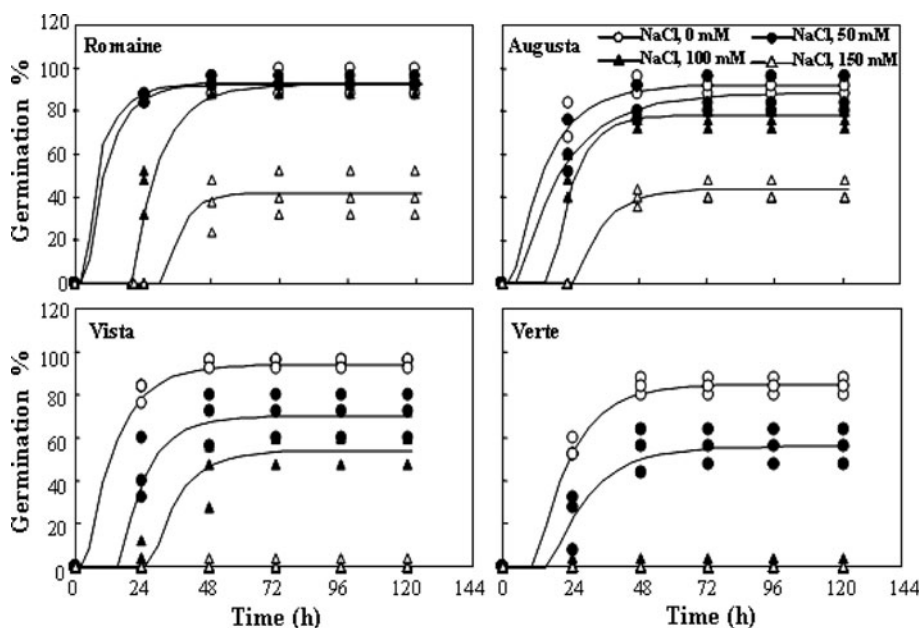 120
100
80
60
40
20
0
Germination %
Romaine
Augusta
NaCl, 0 mM
NaCl, 50 mM
NaCl, 100 mM
NaCl, 150 mM
120
100
80
60
40
20
0
Germination %
Vista
Verte
0 24 48 72 96 120 144
0 24 48 72 96 120 144
Time (h)
Time (h)